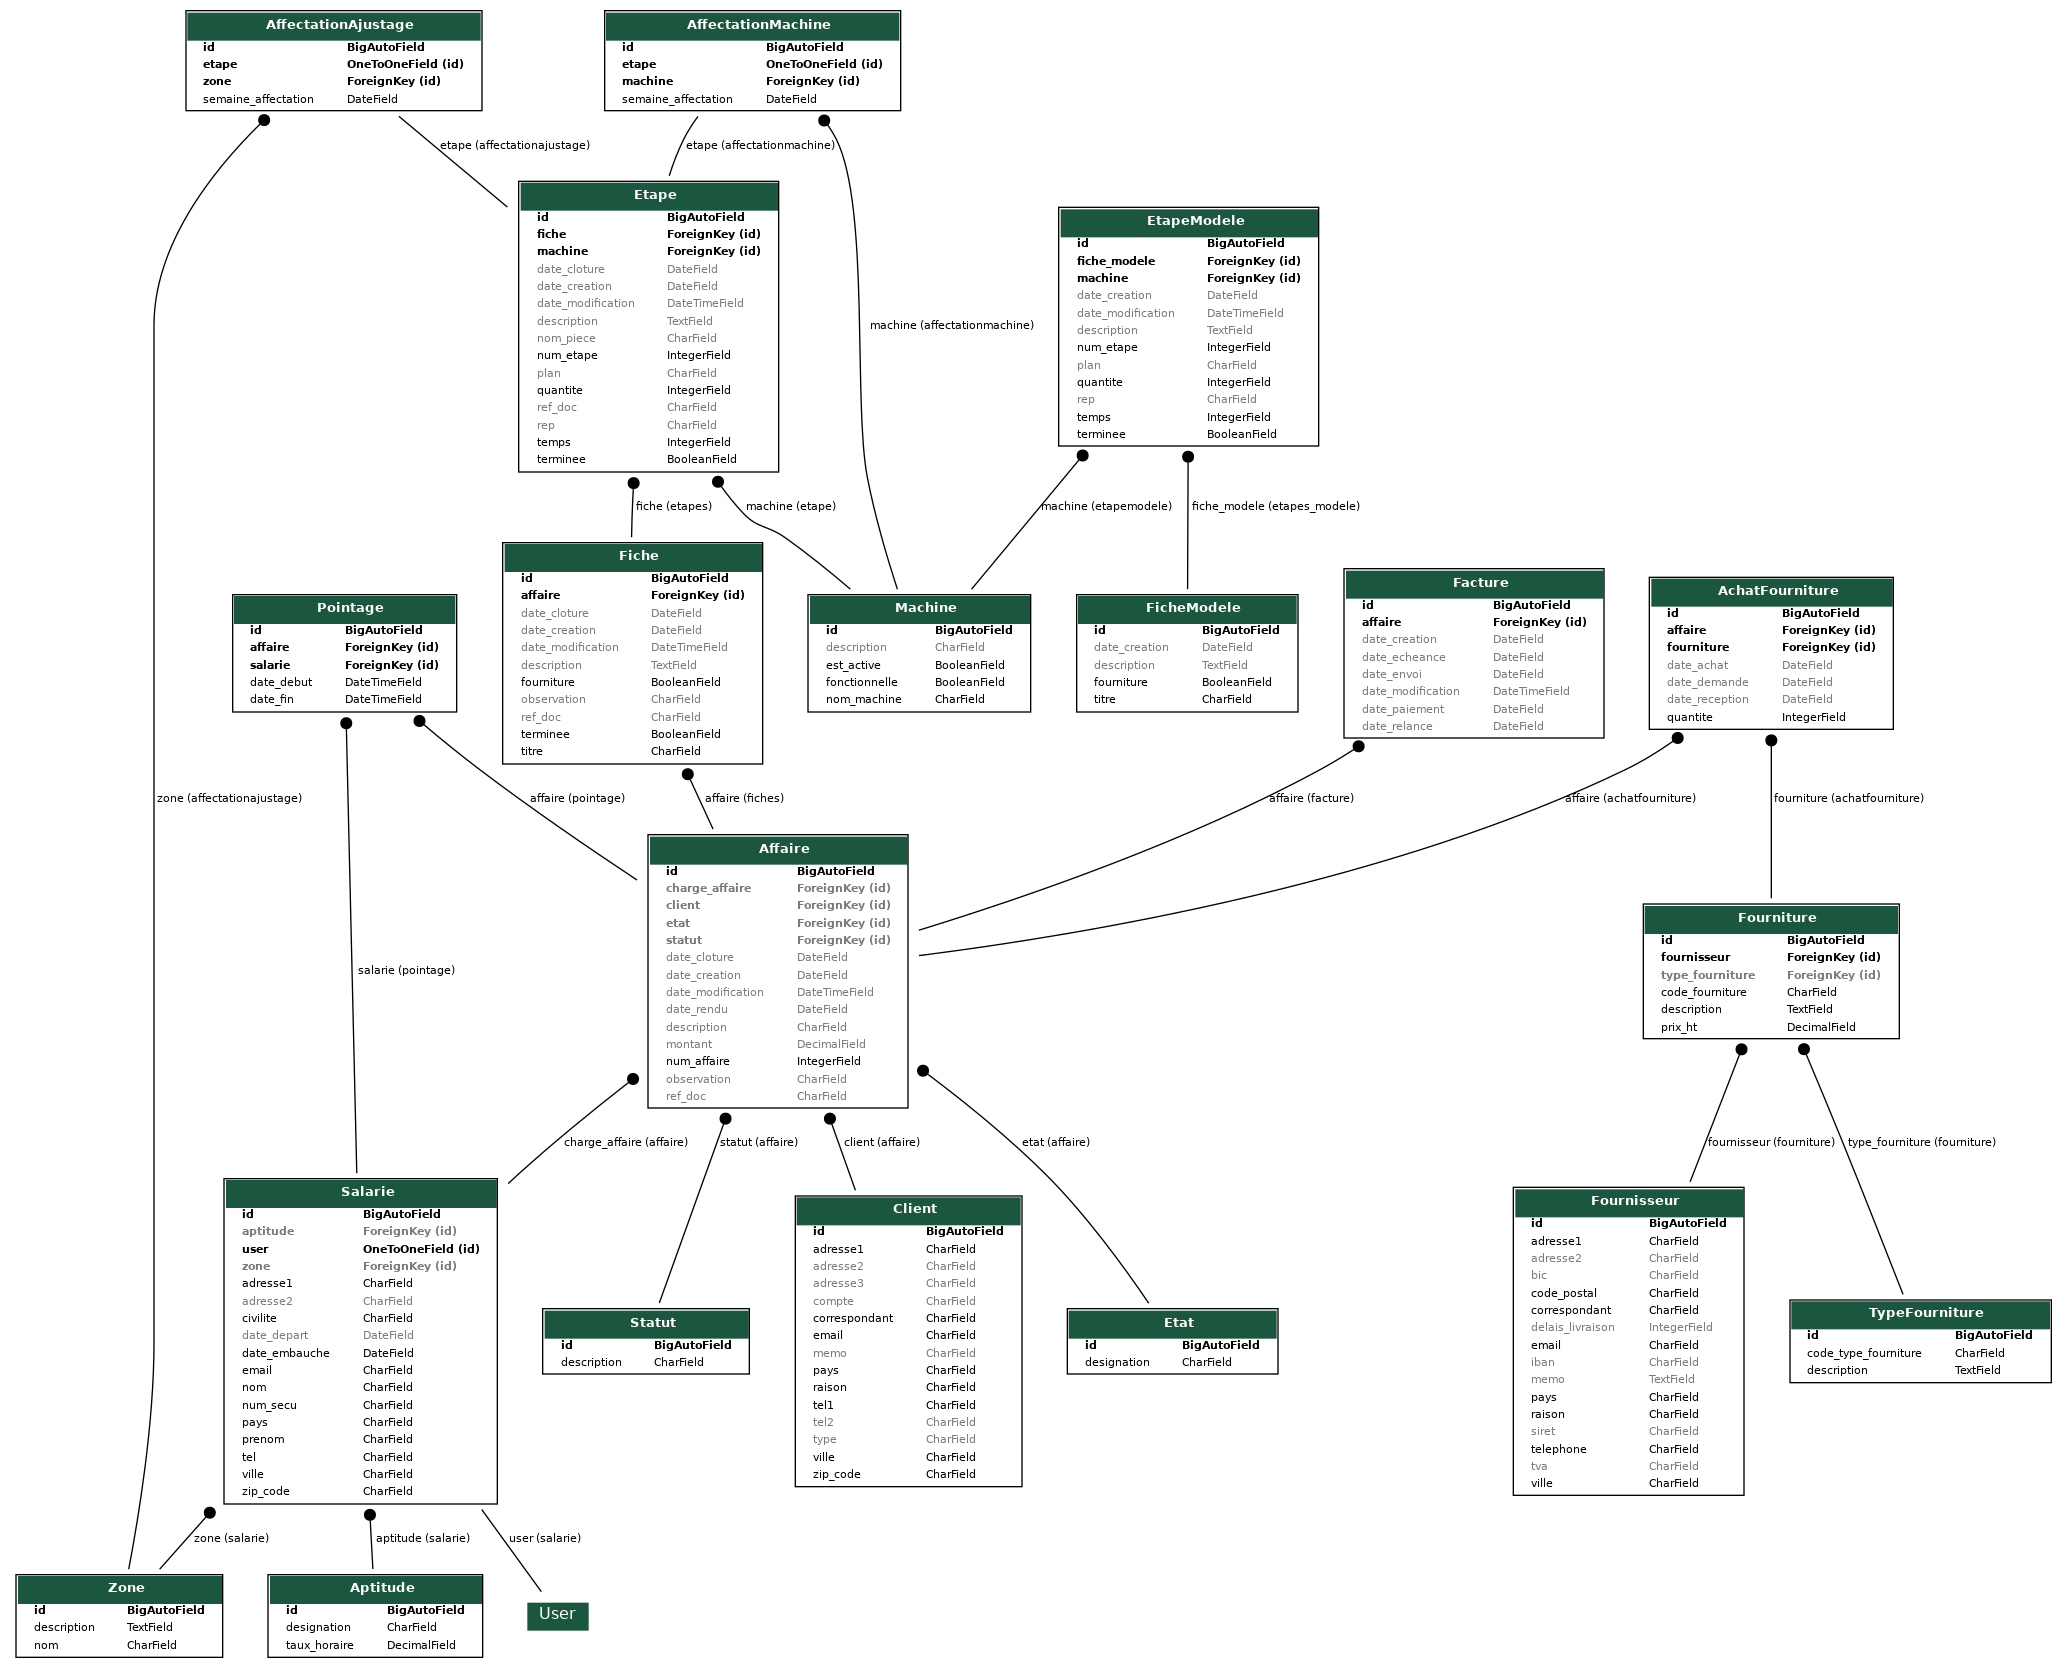 AffectationAjustage
id BigAutoField
etape OneToOneField (id)
zone ForeignKey (id)
semaine_affectation DateField
AffectationMachine
id BigAutoField
etape OneToOneField (id)
machine ForeignKey (id)
semaine_affectation DateField
etape (affectationajustage)
etape (affectationmachine)
Etape
id BigAutoField
fiche ForeignKey (id)
machine ForeignKey (id)
date_cloture DateField
date_creation DateField
date_modification DateTimeField
description TextField
nom_piece CharField
num_etape IntegerField
plan CharField
quantite IntegerField
ref_doc CharField
rep CharField
temps IntegerField
terminee BooleanField
machine (affectationmachine)
EtapeModele
id BigAutoField
fiche_modele ForeignKey (id)
machine ForeignKey (id)
date_creation DateField
date_modification DateTimeField
description TextField
num_etape IntegerField
plan CharField
quantite IntegerField
rep CharField
temps IntegerField
terminee BooleanField
fiche (etapes)
machine (etape)
machine (etapemodele)
fiche_modele (etapes_modele)
Pointage
id BigAutoField
affaire ForeignKey (id)
salarie ForeignKey (id)
date_debut DateTimeField
date_fin DateTimeField
Fiche
id BigAutoField
affaire ForeignKey (id)
date_cloture DateField
date_creation DateField
date_modification DateTimeField
description TextField
fourniture BooleanField
observation CharField
ref_doc CharField
terminee BooleanField
titre CharField
Machine
id BigAutoField
description CharField
est_active BooleanField
fonctionnelle BooleanField
nom_machine CharField
FicheModele
id BigAutoField
date_creation DateField
description TextField
fourniture BooleanField
titre CharField
Facture
id BigAutoField
affaire ForeignKey (id)
date_creation DateField
date_echeance DateField
date_envoi DateField
date_modification DateTimeField
date_paiement DateField
date_relance DateField
AchatFourniture
id BigAutoField
affaire ForeignKey (id)
fourniture ForeignKey (id)
date_achat DateField
date_demande DateField
date_reception DateField
quantite IntegerField
zone (affectationajustage)
affaire (pointage)
affaire (fiches)
affaire (facture)
affaire (achatfourniture)
fourniture (achatfourniture)
salarie (pointage)
Affaire
id BigAutoField
charge_affaire ForeignKey (id)
client ForeignKey (id)
etat ForeignKey (id)
statut ForeignKey (id)
date_cloture DateField
date_creation DateField
date_modification DateTimeField
date_rendu DateField
description CharField
montant DecimalField
num_affaire IntegerField
observation CharField
ref_doc CharField
Fourniture
id BigAutoField
fournisseur ForeignKey (id)
type_fourniture ForeignKey (id)
code_fourniture CharField
description TextField
prix_ht DecimalField
charge_affaire (affaire)
statut (affaire)
client (affaire)
etat (affaire)
fournisseur (fourniture)
type_fourniture (fourniture)
Salarie
id BigAutoField
aptitude ForeignKey (id)
user OneToOneField (id)
zone ForeignKey (id)
adresse1 CharField
adresse2 CharField
civilite CharField
date_depart DateField
date_embauche DateField
email CharField
nom CharField
num_secu CharField
pays CharField
prenom CharField
tel CharField
ville CharField
zip_code CharField
Statut
id BigAutoField
description CharField
Client
id BigAutoField
adresse1 CharField
adresse2 CharField
adresse3 CharField
compte CharField
correspondant CharField
email CharField
memo CharField
pays CharField
raison CharField
tel1 CharField
tel2 CharField
type CharField
ville CharField
zip_code CharField
Etat
id BigAutoField
designation CharField
Fournisseur
id BigAutoField
adresse1 CharField
adresse2 CharField
bic CharField
code_postal CharField
correspondant CharField
delais_livraison IntegerField
email CharField
iban CharField
memo TextField
pays CharField
raison CharField
siret CharField
telephone CharField
tva CharField
ville CharField
TypeFourniture
id BigAutoField
code_type_fourniture CharField
description TextField
zone (salarie)
aptitude (salarie)
user (salarie)
Zone
id BigAutoField
description TextField
nom CharField
Aptitude
id BigAutoField
designation CharField
taux_horaire DecimalField
User